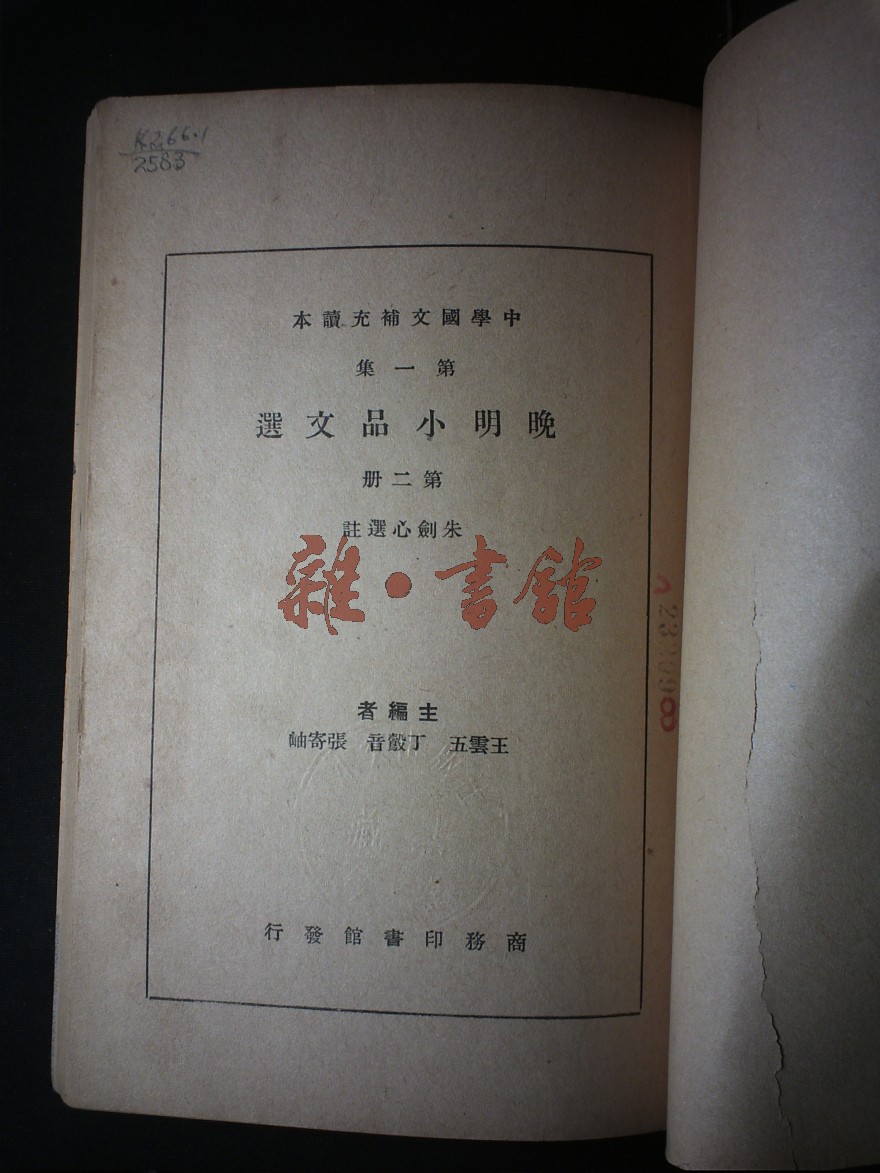 K266.1
2583
中學國文補充讀本
第一集
晚明小品文選
第二册
朱劍心選註
雜·書館
主編者
王雲五 丁㲄音 張寄岫
商務印書館發行